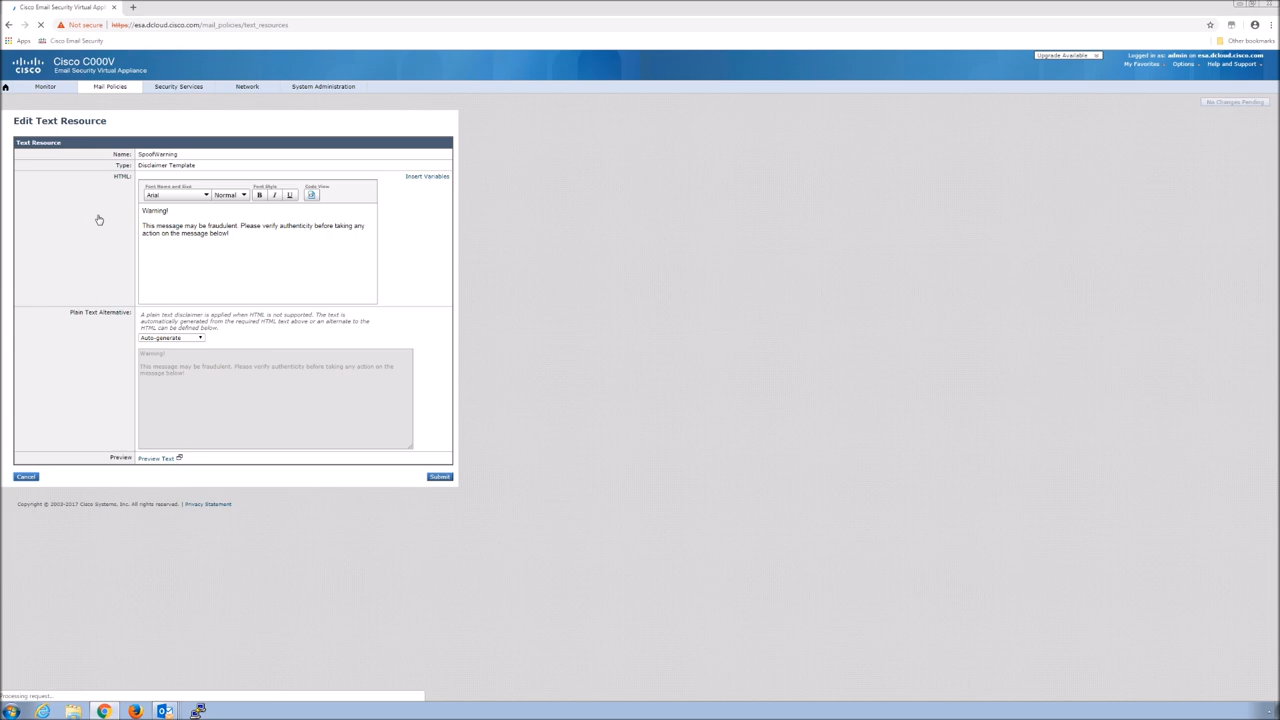 Cisco Email Security Virtual Appl
Not secure | https://esa.dcloud.cisco.com/mail_policies/text_resources
Apps Cisco Email Security Other bookmarks
CISCO
Cisco C000V
Email Security Virtual Appliance
Upgrade Available
Logged in as: admin on esa.dcloud.cisco.com
My Favorites Options Help and Support
Monitor Mail Policies Security Services Network System Administration
No Changes Pending
Edit Text Resource
Text Resource
Name: SpoofWarning
Type: Disclaimer Template
HTML: Insert Variables
Font Name and Size Font Style Code View
Arial Normal B I U
Warning!
This message may be fraudulent. Please verify authenticity before taking any
action on the message below!
Plain Text Alternative:
A plain text disclaimer is applied when HTML is not supported. The text is
automatically generated from the required HTML text above or an alternate to the
HTML can be defined below.
Auto-generate
Warning!
This message may be fraudulent. Please verify authenticity before taking any action on the
message below!
Preview Preview Text
Cancel Submit
Copyright © 2003-2017 Cisco Systems, Inc. All rights reserved. | Privacy Statement
Processing request...